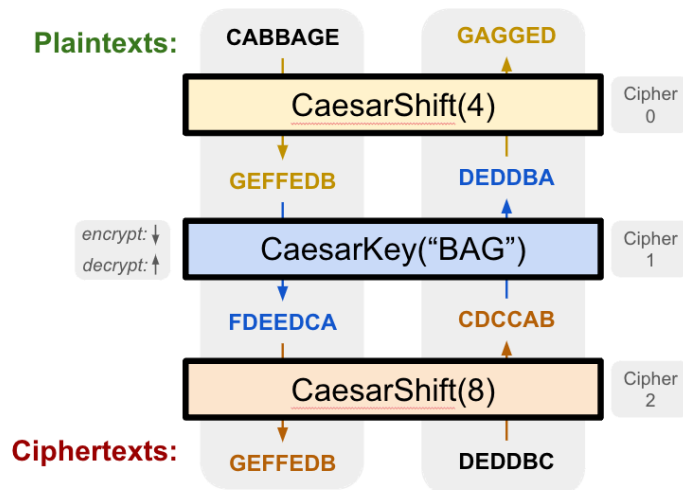 Plaintexts:
CABBAGE
GAGGED
CaesarShift(4)
Cipher
0
GEFFEDB
DEDDBA
encrypt:
decrypt:
CaesarKey(“BAG”)
Cipher
1
FDEEDCA
CDCCAB
CaesarShift(8)
Cipher
2
Ciphertexts:
GEFFEDB
DEDDBC